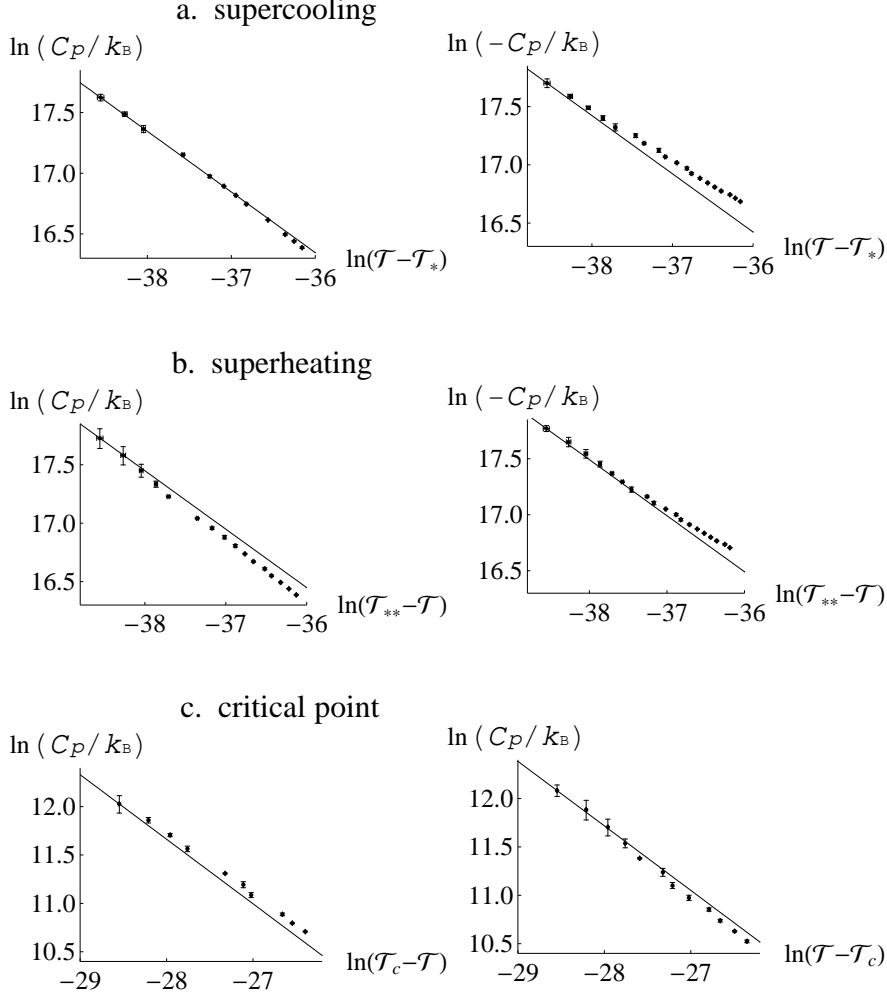 a. supercooling
ln ( Cp / kB)
17.5
17.0
16.5
−38 −37 −36
ln(𝒯−𝒯*)
ln ( −Cp / kB)
17.5
17.0
16.5
−38 −37 −36
ln(𝒯−𝒯*)
b. superheating
ln ( Cp / kB)
17.5
17.0
16.5
−38 −37 −36
ln(𝒯**−𝒯)
ln ( −Cp / kB)
17.5
17.0
16.5
−38 −37 −36
ln(𝒯**−𝒯)
c. critical point
ln ( Cp / kB)
12.0
11.5
11.0
10.5
−29 −28 −27
ln(𝒯c−𝒯)
ln ( Cp / kB)
12.0
11.5
11.0
10.5
−29 −28 −27
ln(𝒯−𝒯c)